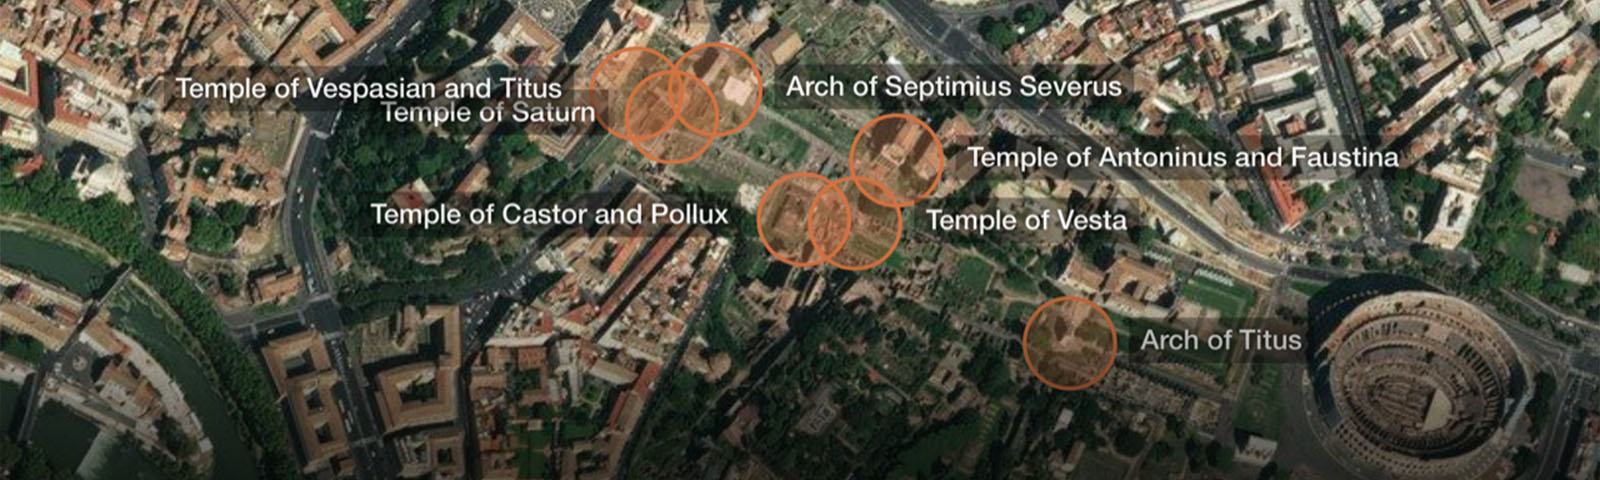 Temple of Vespasian and Titus
Temple of Saturn
Arch of Septimius Severus
Temple of Antoninus and Faustina
Temple of Castor and Pollux
Temple of Vesta
Arch of Titus